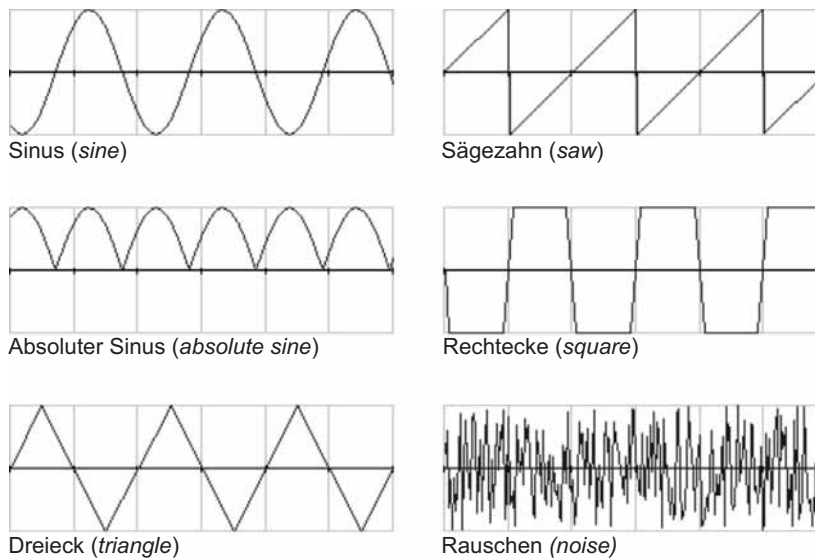 Sinus (sine)
Sägezahn (saw)
Absoluter Sinus (absolute sine)
Rechtecke (square)
Dreieck (triangle)
Rauschen (noise)